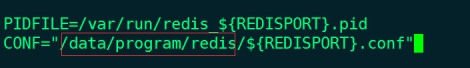 PIDFILE=/var/run/redis_${REDISPORT}.pid
CONF="/data/program/redis/${REDISPORT}.conf"